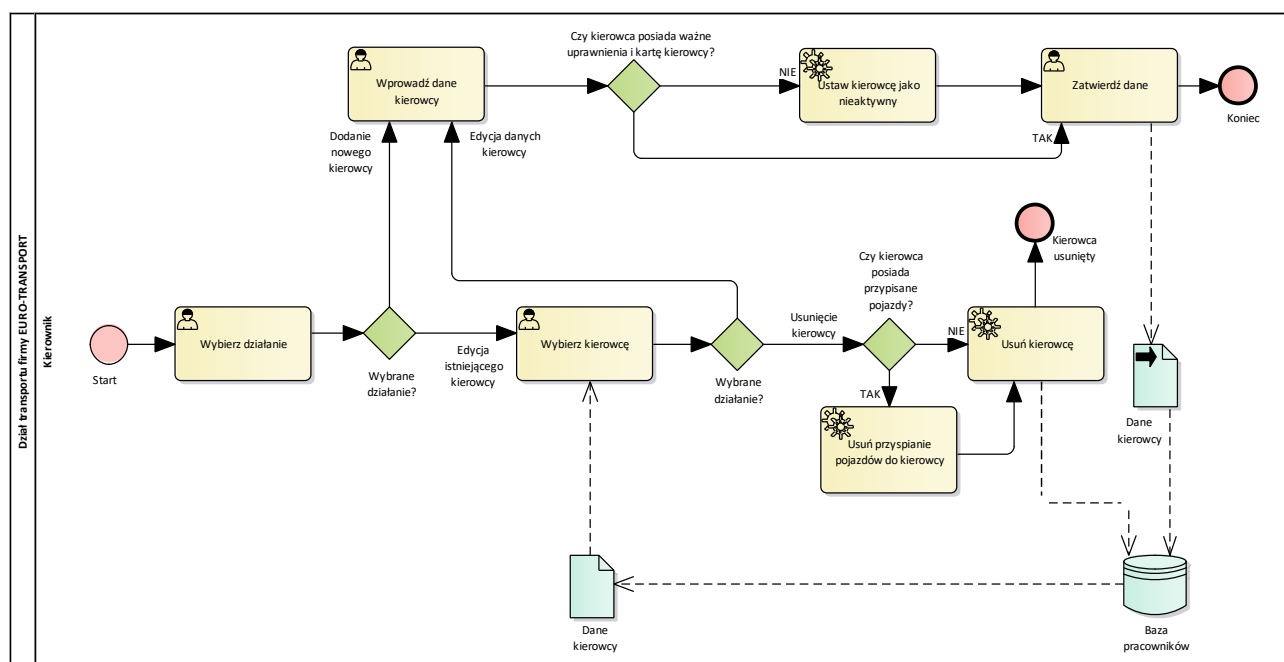 Dział transportu firmy EURO-TRANSPORT
Kierownik
Czy kierowca posiada ważne
uprawnienia i kartę kierowcy?
Wprowadź dane
kierowcy
NIE
Ustaw kierowcę jako
nieaktywny
Zatwierdź dane
Koniec
TAK
Dodanie
nowego
kierowcy
Edycja danych
kierowcy
Start
Wybierz działanie
Wybrane
działanie?
Edycja
istniejącego
kierowcy
Wybierz kierowcę
Wybrane
działanie?
Usunięcie
kierowcy
Czy kierowca
posiada
przypisane
pojazdy?
NIE
Usuń kierowcę
Kierowca
usunięty
TAK
Usuń przyspianie
pojazdów do kierowcy
Dane
kierowcy
Dane
kierowcy
Baza
pracowników